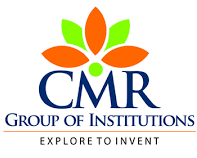 CMR
GROUP OF INSTITUTIONS
EXPLORE TO INVENT